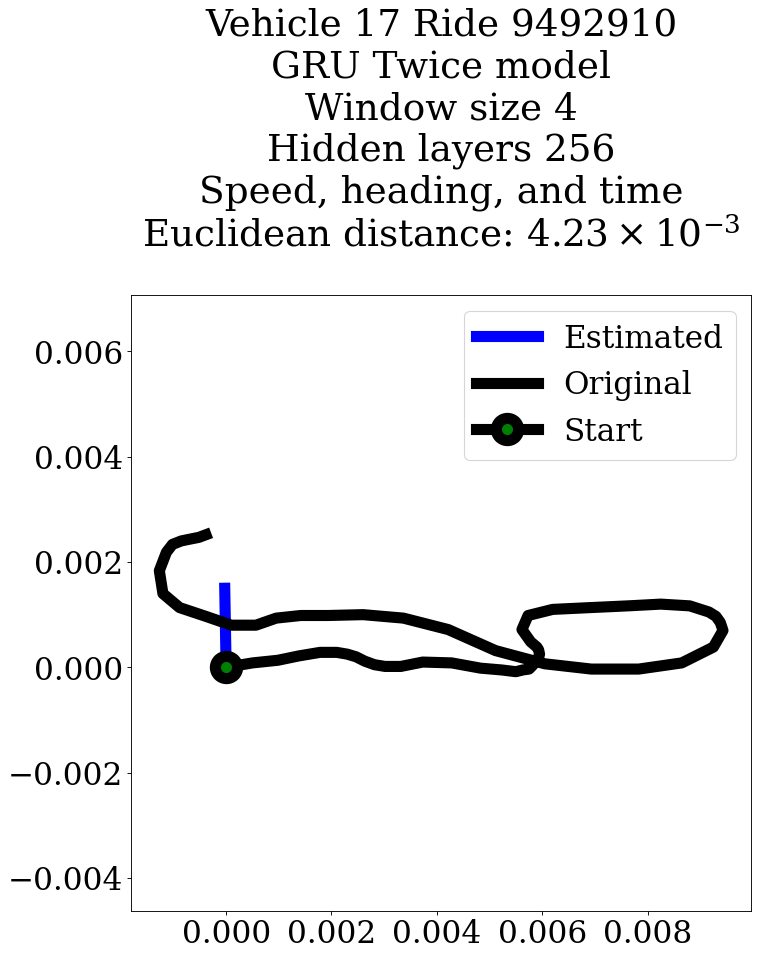 Vehicle 17 Ride 9492910
GRU Twice model
Window size 4
Hidden layers 256
Speed, heading, and time
Euclidean distance: 4.23 × 10⁻³
Estimated
Original
Start
0.006
0.004
0.002
0.000
−0.002
−0.004
0.000 0.002 0.004 0.006 0.008